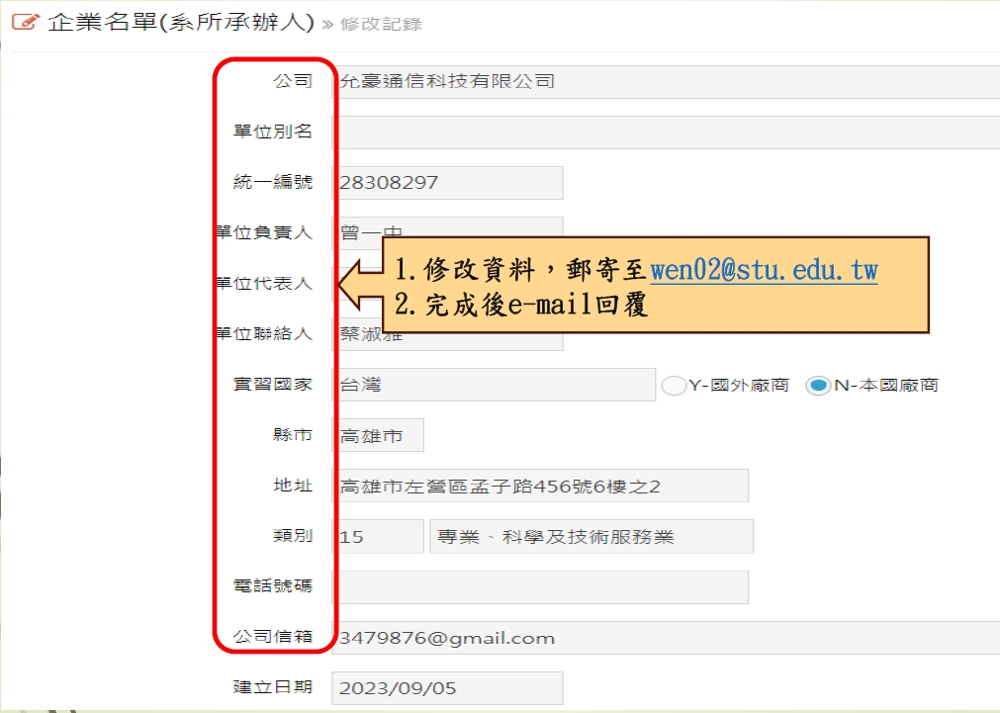 企業名單(系所承辦人) » 修改記錄
公司 允豪通信科技有限公司
單位別名
統一編號 28308297
單位負責人 曾一中
1.修改資料，郵寄至wen02@stu.edu.tw
單位代表人
2.完成後e-mail回覆
單位聯絡人 蔡淑雅
實習國家 台灣 Y-國外廠商 N-本國廠商
縣市 高雄市
地址 高雄市左營區孟子路456號6樓之2
類別 15 專業、科學及技術服務業
電話號碼
公司信箱 3479876@gmail.com
建立日期 2023/09/05